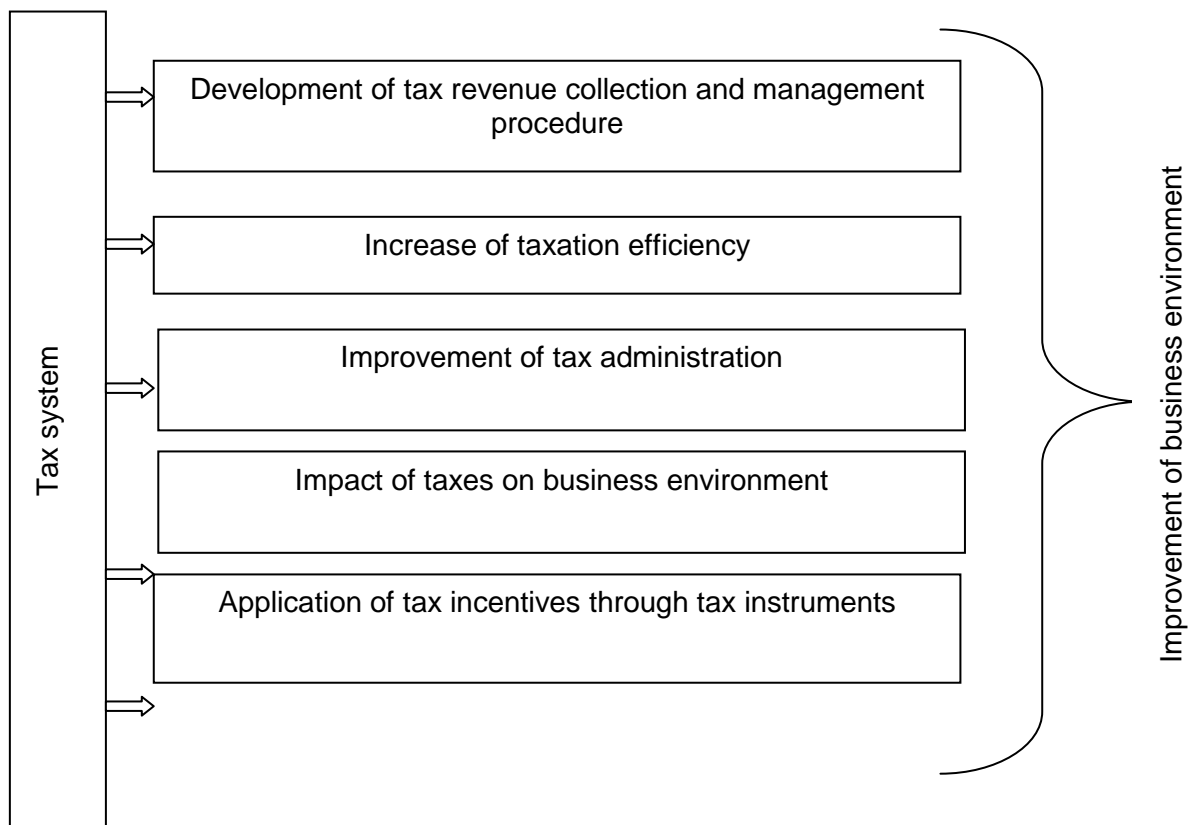 Tax system
Development of tax revenue collection and management
procedure
Increase of taxation efficiency
Improvement of tax administration
Impact of taxes on business environment
Application of tax incentives through tax instruments
Improvement of business environment